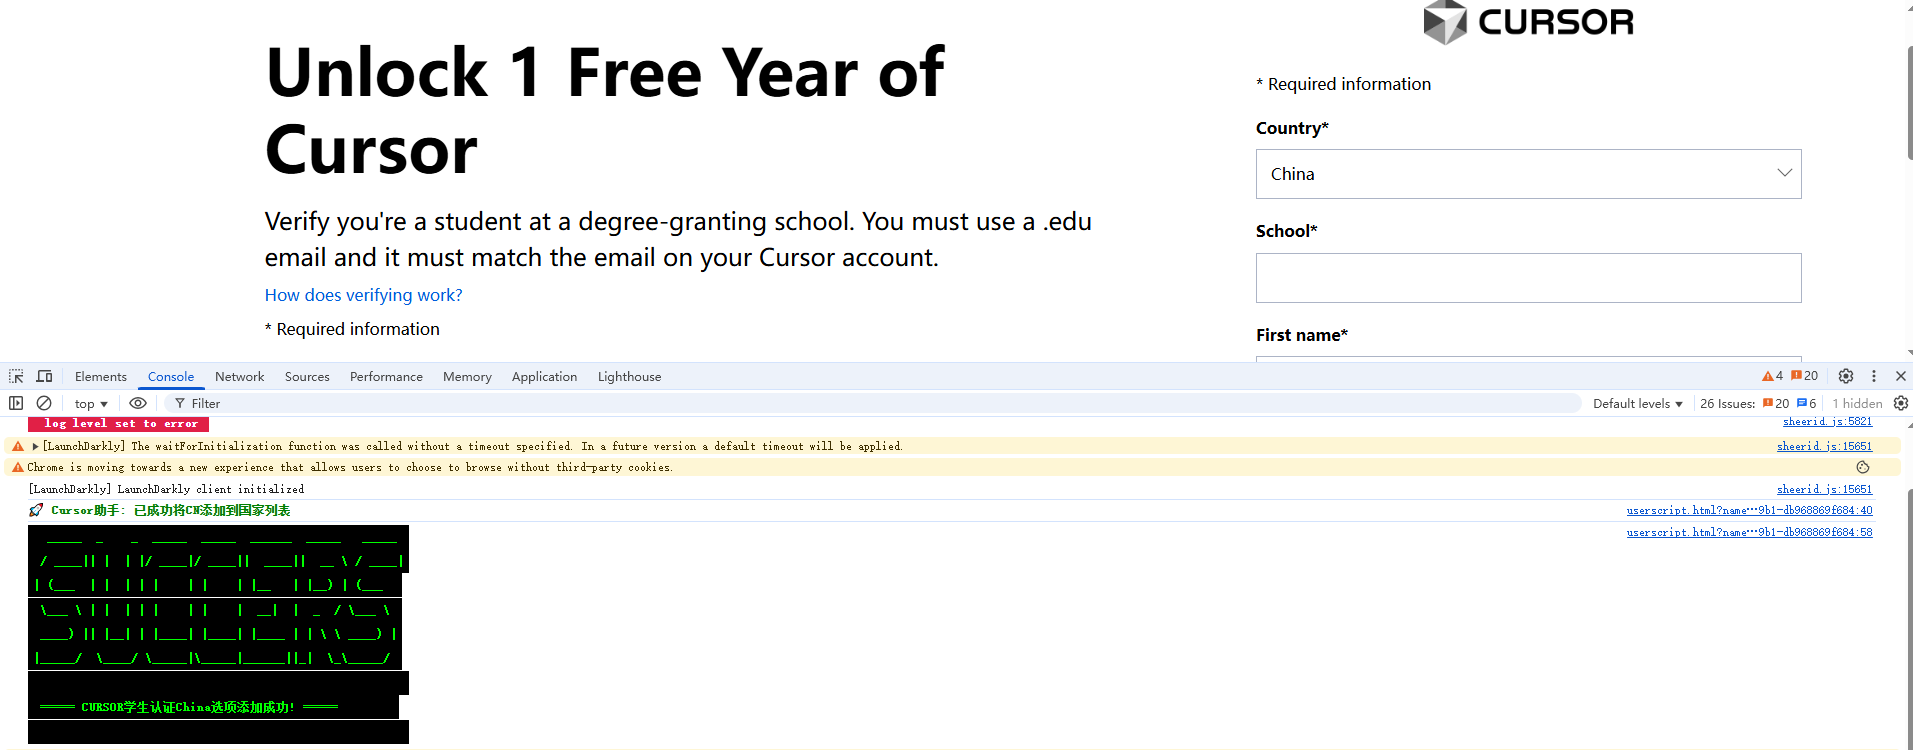 CURSOR
Unlock 1 Free Year of
Cursor
Verify you're a student at a degree-granting school. You must use a .edu
email and it must match the email on your Cursor account.
How does verifying work?
* Required information
* Required information
Country*
China
School*
First name*
Elements Console Network Sources Performance Memory Application Lighthouse 4 20
top Filter Default levels 26 Issues: 20 6 1 hidden
log level set to error sheerid.js:5821
[LaunchDarkly] The waitForInitialization function was called without a timeout specified. In a future version a default timeout will be applied. sheerid.js:15651
Chrome is moving towards a new experience that allows users to choose to browse without third-party cookies.
[LaunchDarkly] LaunchDarkly client initialized sheerid.js:15651
🚀 Cursor助手: 已成功将CN添加到国家列表 userscript.html?name…9b1-db968869f684:40
userscript.html?name…9b1-db968869f684:58
===== CURSOR学生认证China选项添加成功! =====